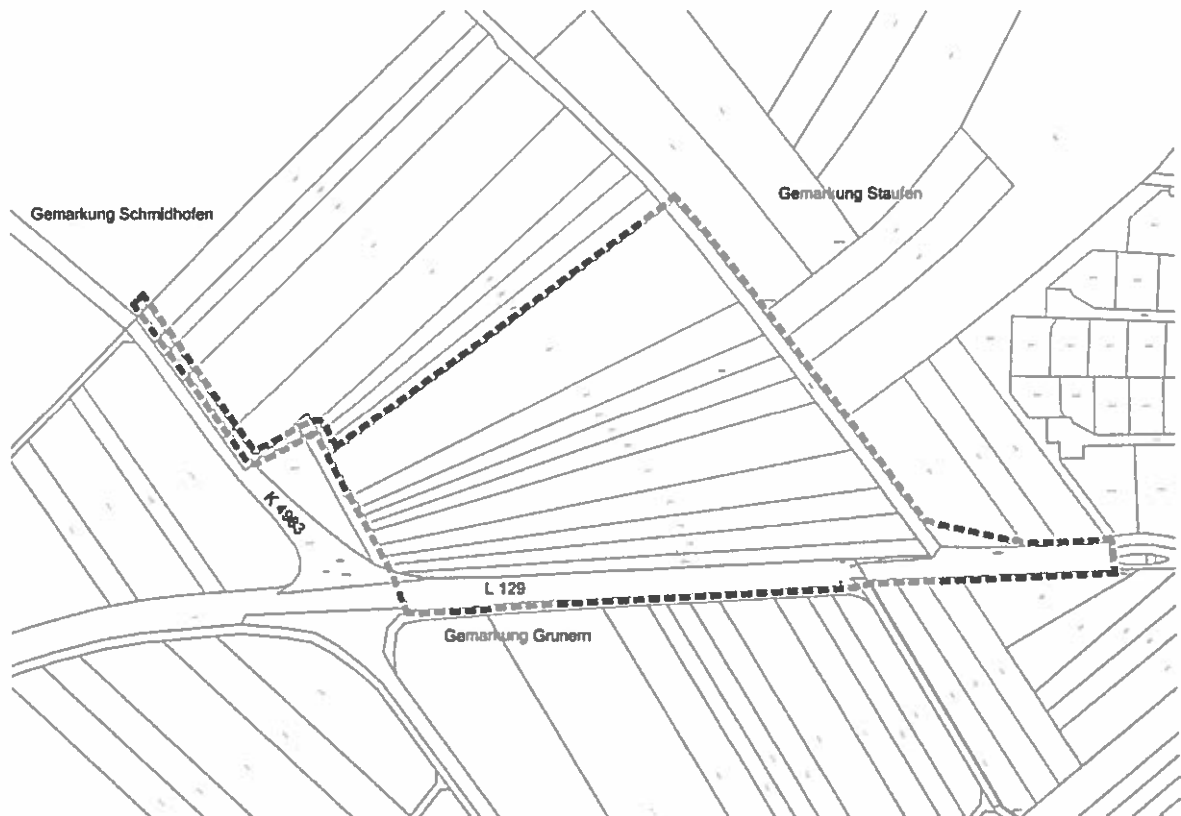 Gemarkung Staufen
Gemarkung Schmidhofen
K 4983
L 129
Gemarkung Grunern